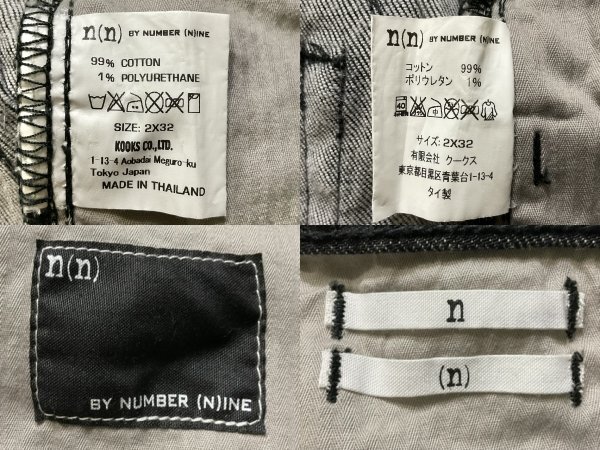 n(n) BY NUMBER (N)INE
99% COTTON
1% POLYURETHANE
SIZE: 2X32
KOOKS CO.,LTD.
1-13-4 Aobadai Meguro-ku
Tokyo Japan
MADE IN THAILAND
n(n) BY NUMBER (N)INE
コットン 99%
ポリウレタン 1%
40
中
サイズ: 2X32
有限会社 クークス
東京都目黒区青葉台1-13-4
タイ製
n(n)
BY NUMBER (N)INE
n
(n)